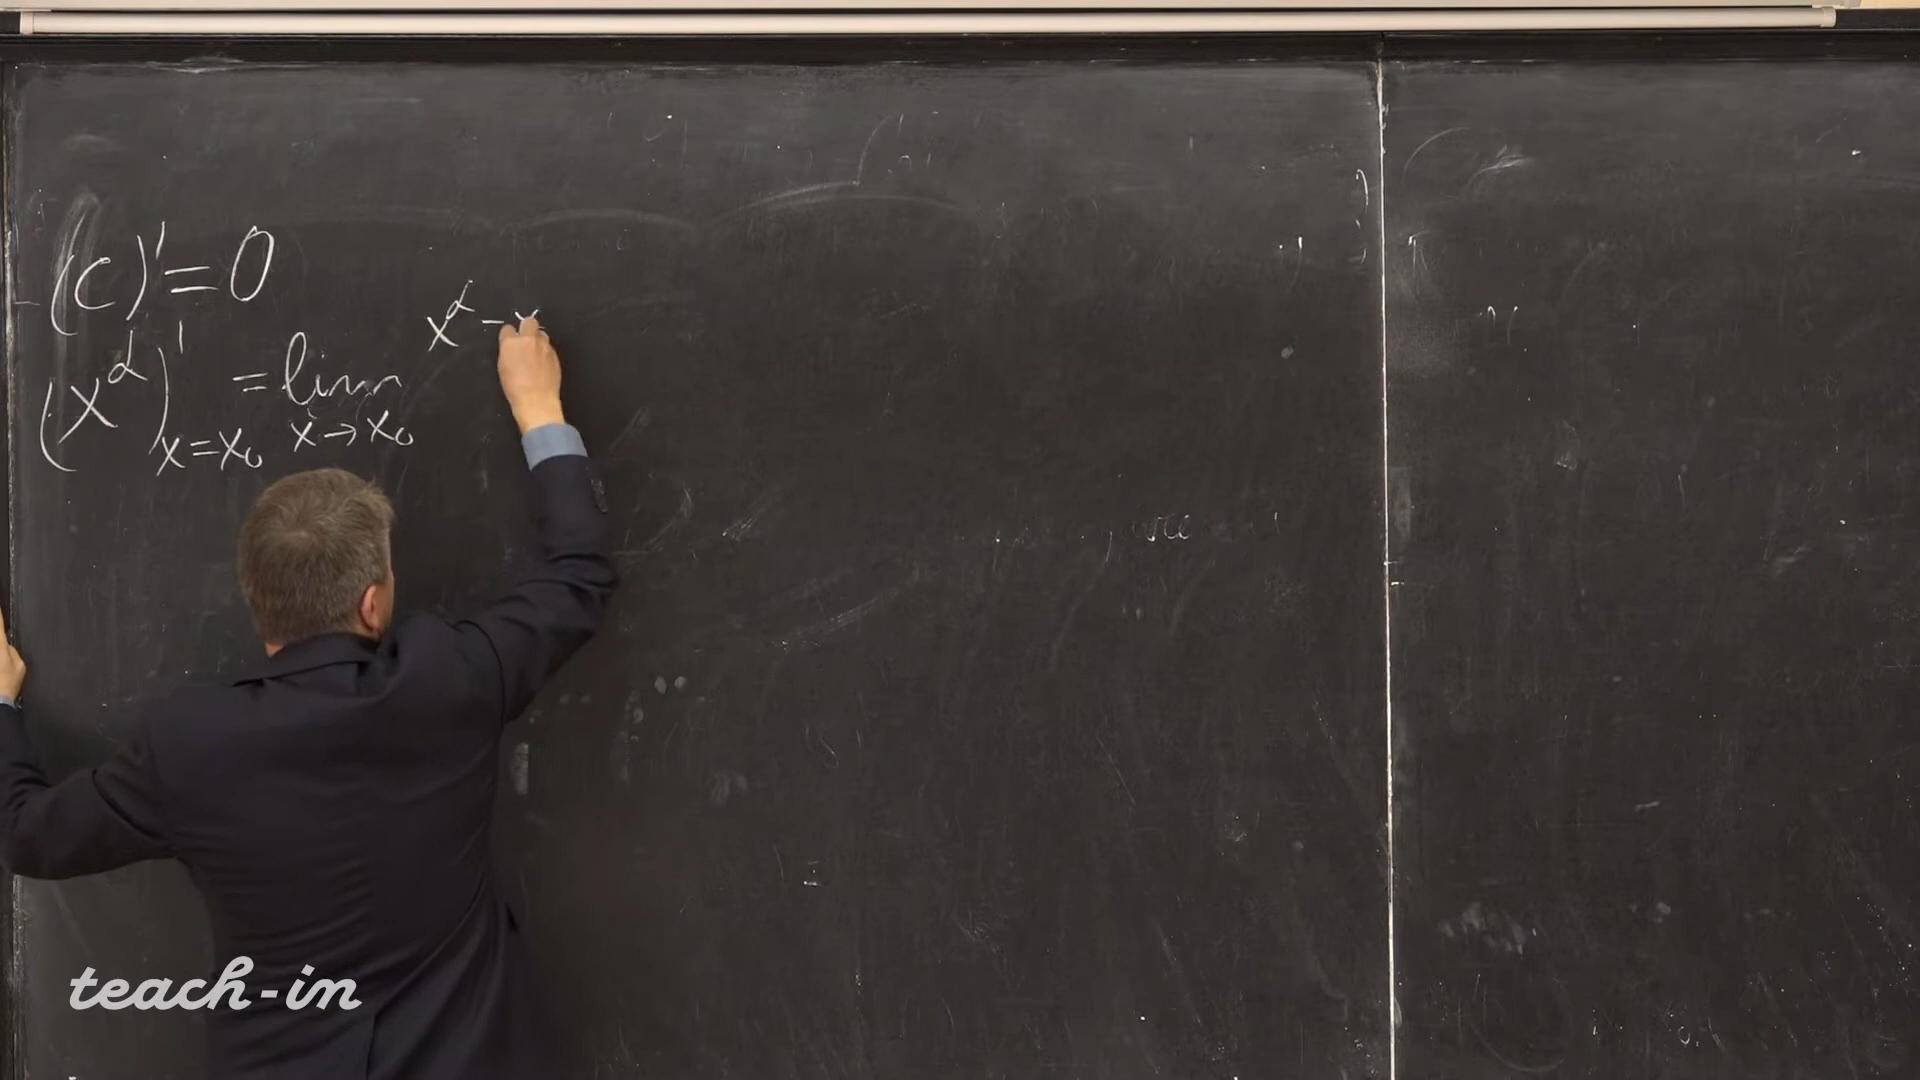 (c)' = 0
(x^α)'_{x=x₀} = lim_{x→x₀} x^α - x
teach-in